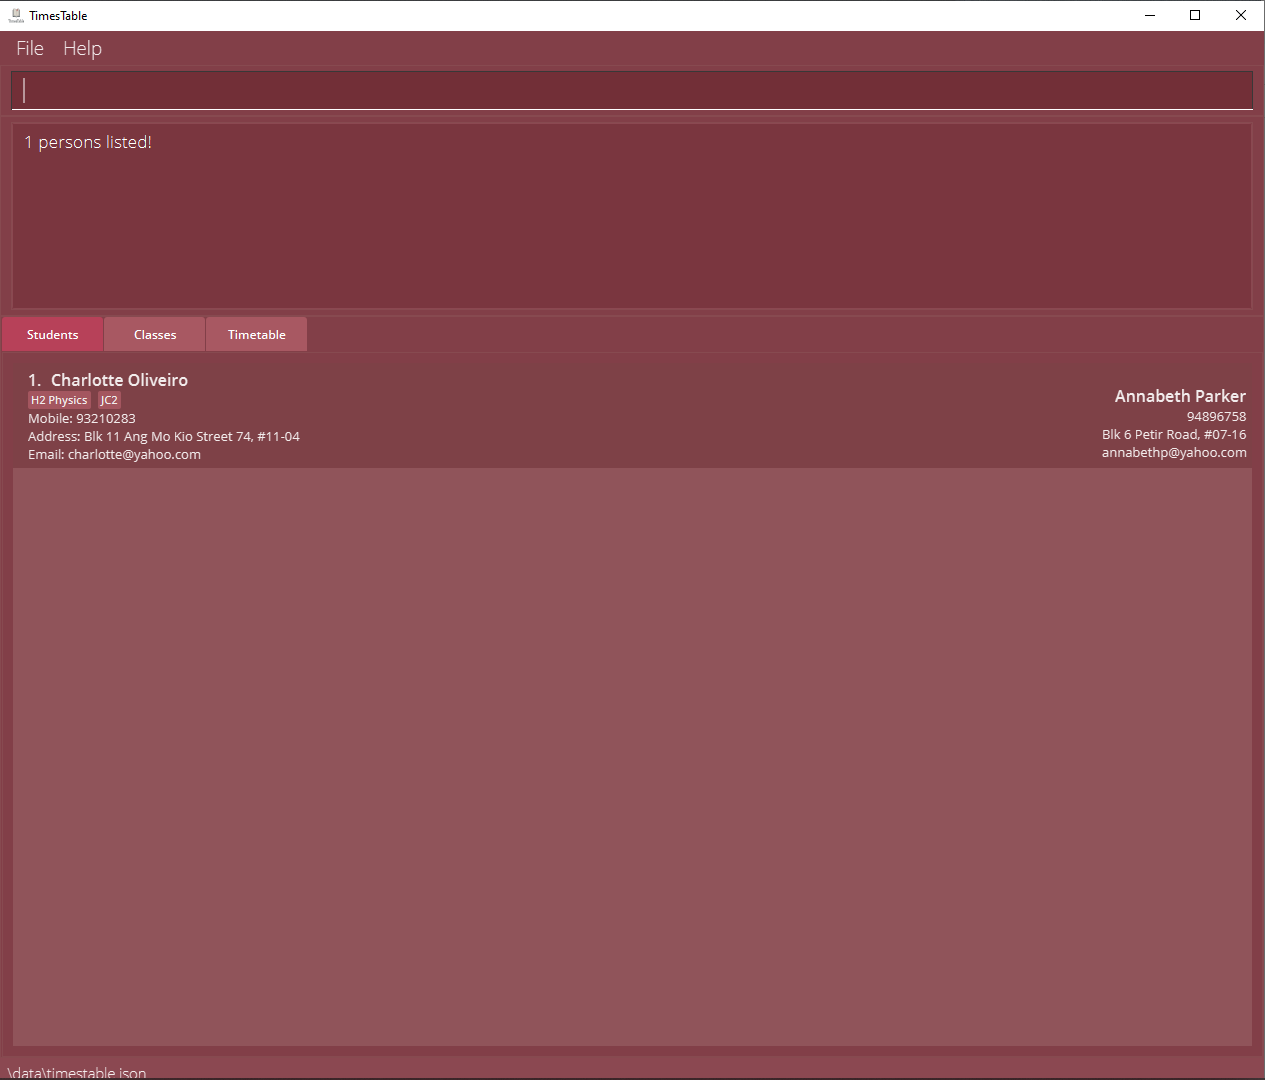 TimesTable
File Help
1 persons listed!
Students Classes Timetable
1. Charlotte Oliveiro
H2 Physics JC2
Mobile: 93210283
Address: Blk 11 Ang Mo Kio Street 74, #11-04
Email: charlotte@yahoo.com
Annabeth Parker
94896758
Blk 6 Petir Road, #07-16
annabethp@yahoo.com
\data\timestable.json